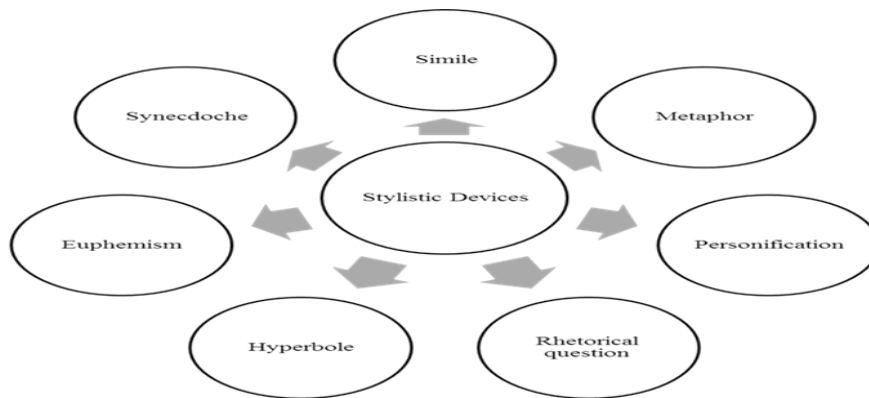 Simile
Synecdoche
Metaphor
Stylistic Devices
Euphemism
Personification
Hyperbole
Rhetorical
question